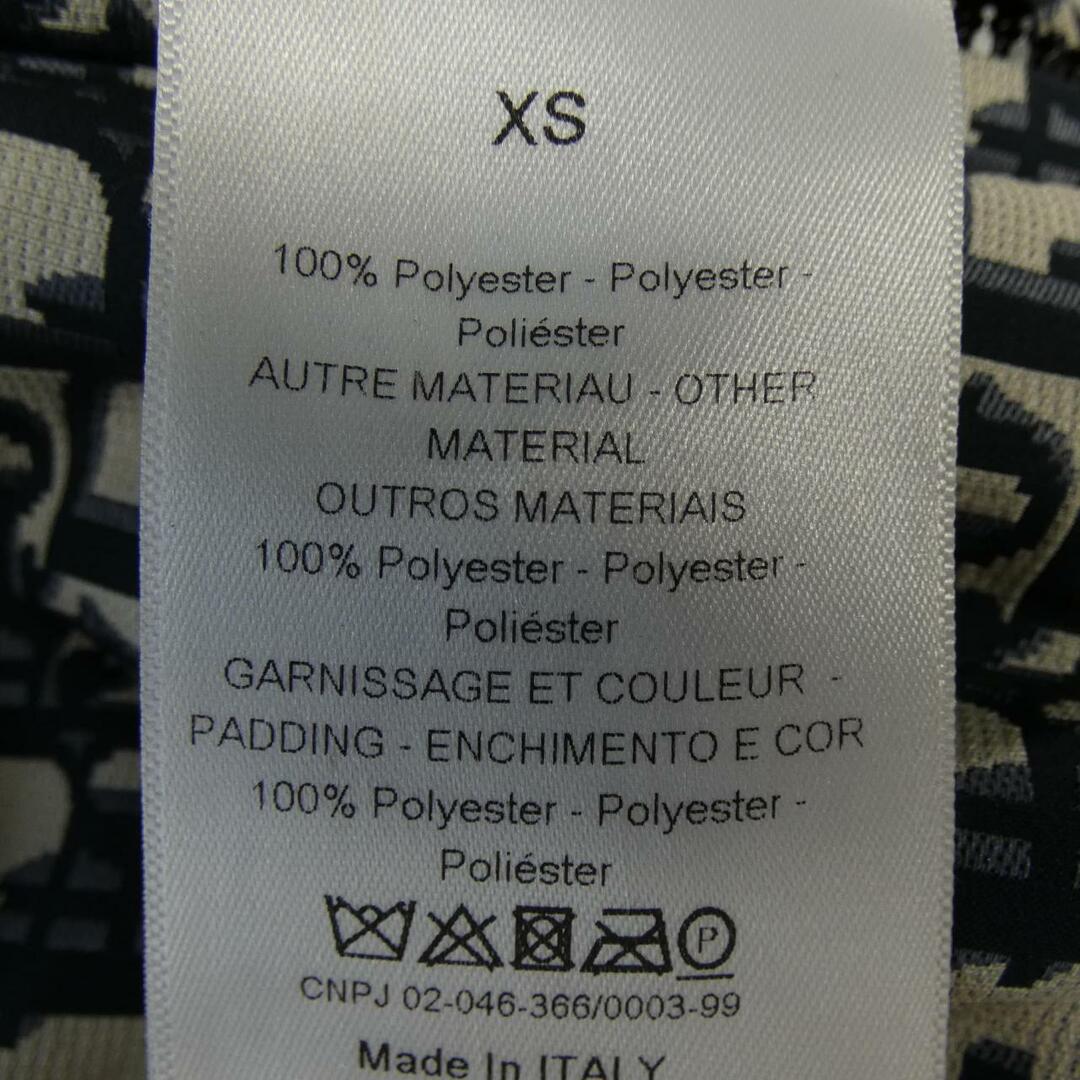 XS
100% Polyester - Polyester -
Poliéster
AUTRE MATERIAU - OTHER
MATERIAL
OUTROS MATERIAIS
100% Polyester - Polyester -
Poliéster
GARNISSAGE ET COULEUR -
PADDING - ENCHIMENTO E COR
100% Polyester - Polyester -
Poliéster
P
CNPJ 02-046-366/0003-99
Made In ITALY